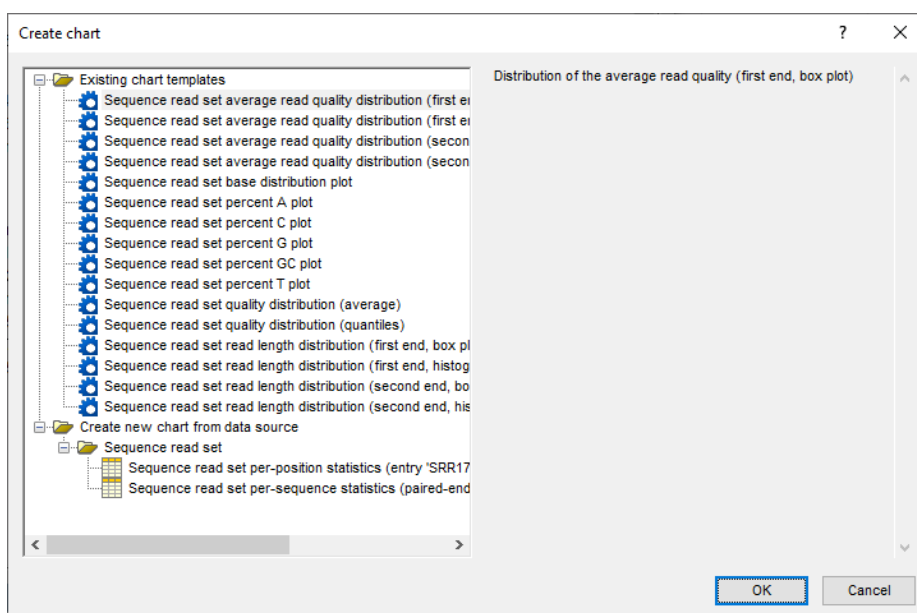 Create chart
?
Existing chart templates
Sequence read set average read quality distribution (first er
Sequence read set average read quality distribution (first er
Sequence read set average read quality distribution (secon
Sequence read set average read quality distribution (secon
Sequence read set base distribution plot
Sequence read set percent A plot
Sequence read set percent C plot
Sequence read set percent G plot
Sequence read set percent GC plot
Sequence read set percent T plot
Sequence read set quality distribution (average)
Sequence read set quality distribution (quantiles)
Sequence read set read length distribution (first end, box pl
Sequence read set read length distribution (first end, histog
Sequence read set read length distribution (second end, bo
Sequence read set read length distribution (second end, his
Create new chart from data source
Sequence read set
Sequence read set per-position statistics (entry 'SRR17
Sequence read set per-sequence statistics (paired-end
Distribution of the average read quality (first end, box plot)
OK
Cancel